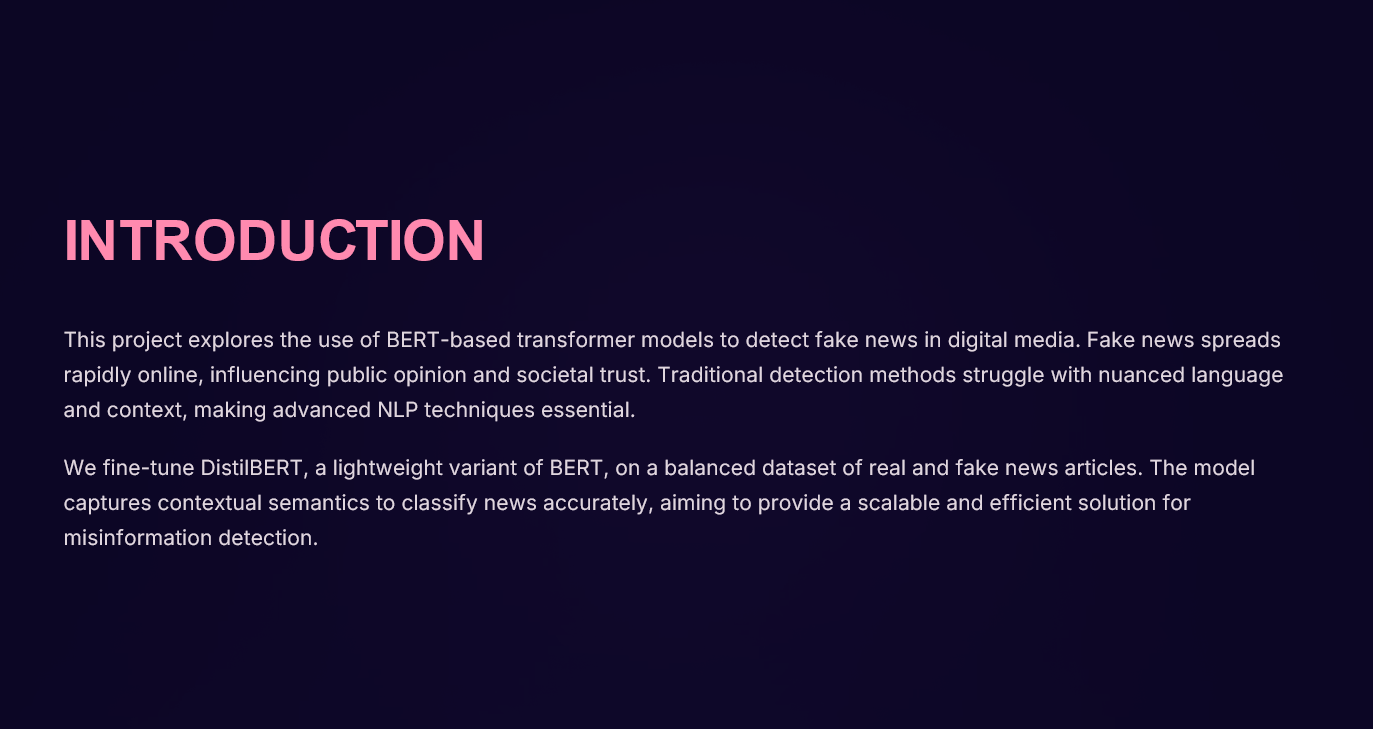 INTRODUCTION
This project explores the use of BERT-based transformer models to detect fake news in digital media. Fake news spreads
rapidly online, influencing public opinion and societal trust. Traditional detection methods struggle with nuanced language
and context, making advanced NLP techniques essential.
We fine-tune DistilBERT, a lightweight variant of BERT, on a balanced dataset of real and fake news articles. The model
captures contextual semantics to classify news accurately, aiming to provide a scalable and efficient solution for
misinformation detection.